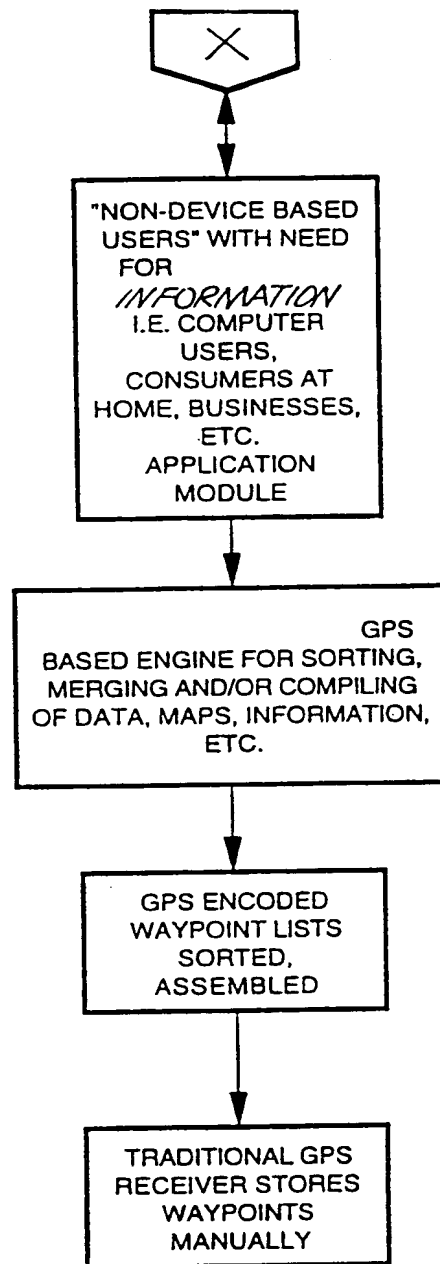 X
"NON-DEVICE BASED
USERS" WITH NEED
FOR
INFORMATION
I.E. COMPUTER
USERS,
CONSUMERS AT
HOME, BUSINESSES,
ETC.
APPLICATION
MODULE
GPS
BASED ENGINE FOR SORTING,
MERGING AND/OR COMPILING
OF DATA, MAPS, INFORMATION,
ETC.
GPS ENCODED
WAYPOINT LISTS
SORTED,
ASSEMBLED
TRADITIONAL GPS
RECEIVER STORES
WAYPOINTS
MANUALLY